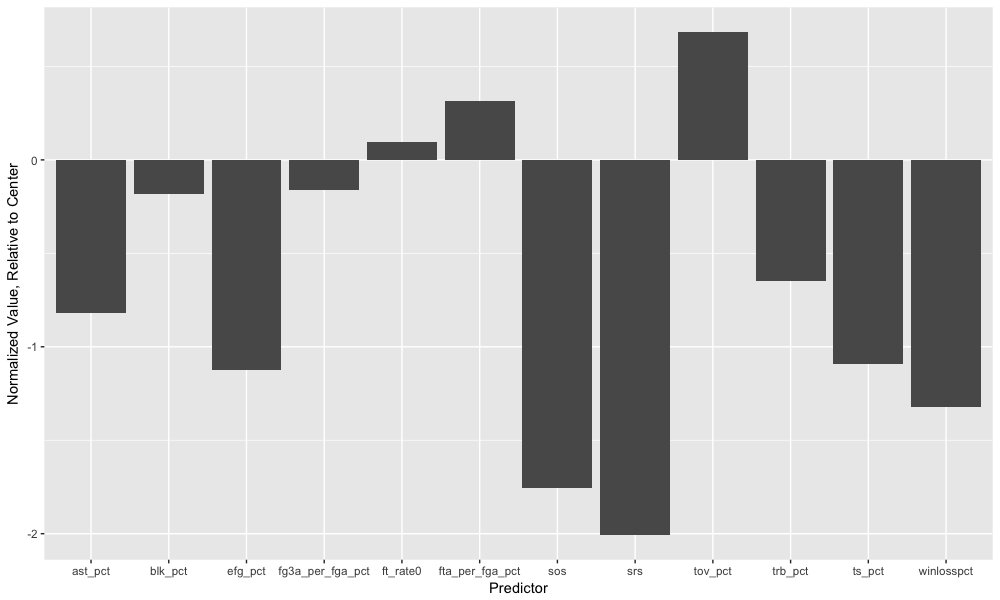 Normalized Value, Relative to Center
0
-1
-2
ast_pct blk_pct efg_pct fg3a_per_fga_pct ft_rate0 fta_per_fga_pct sos srs tov_pct trb_pct ts_pct winlosspct
Predictor